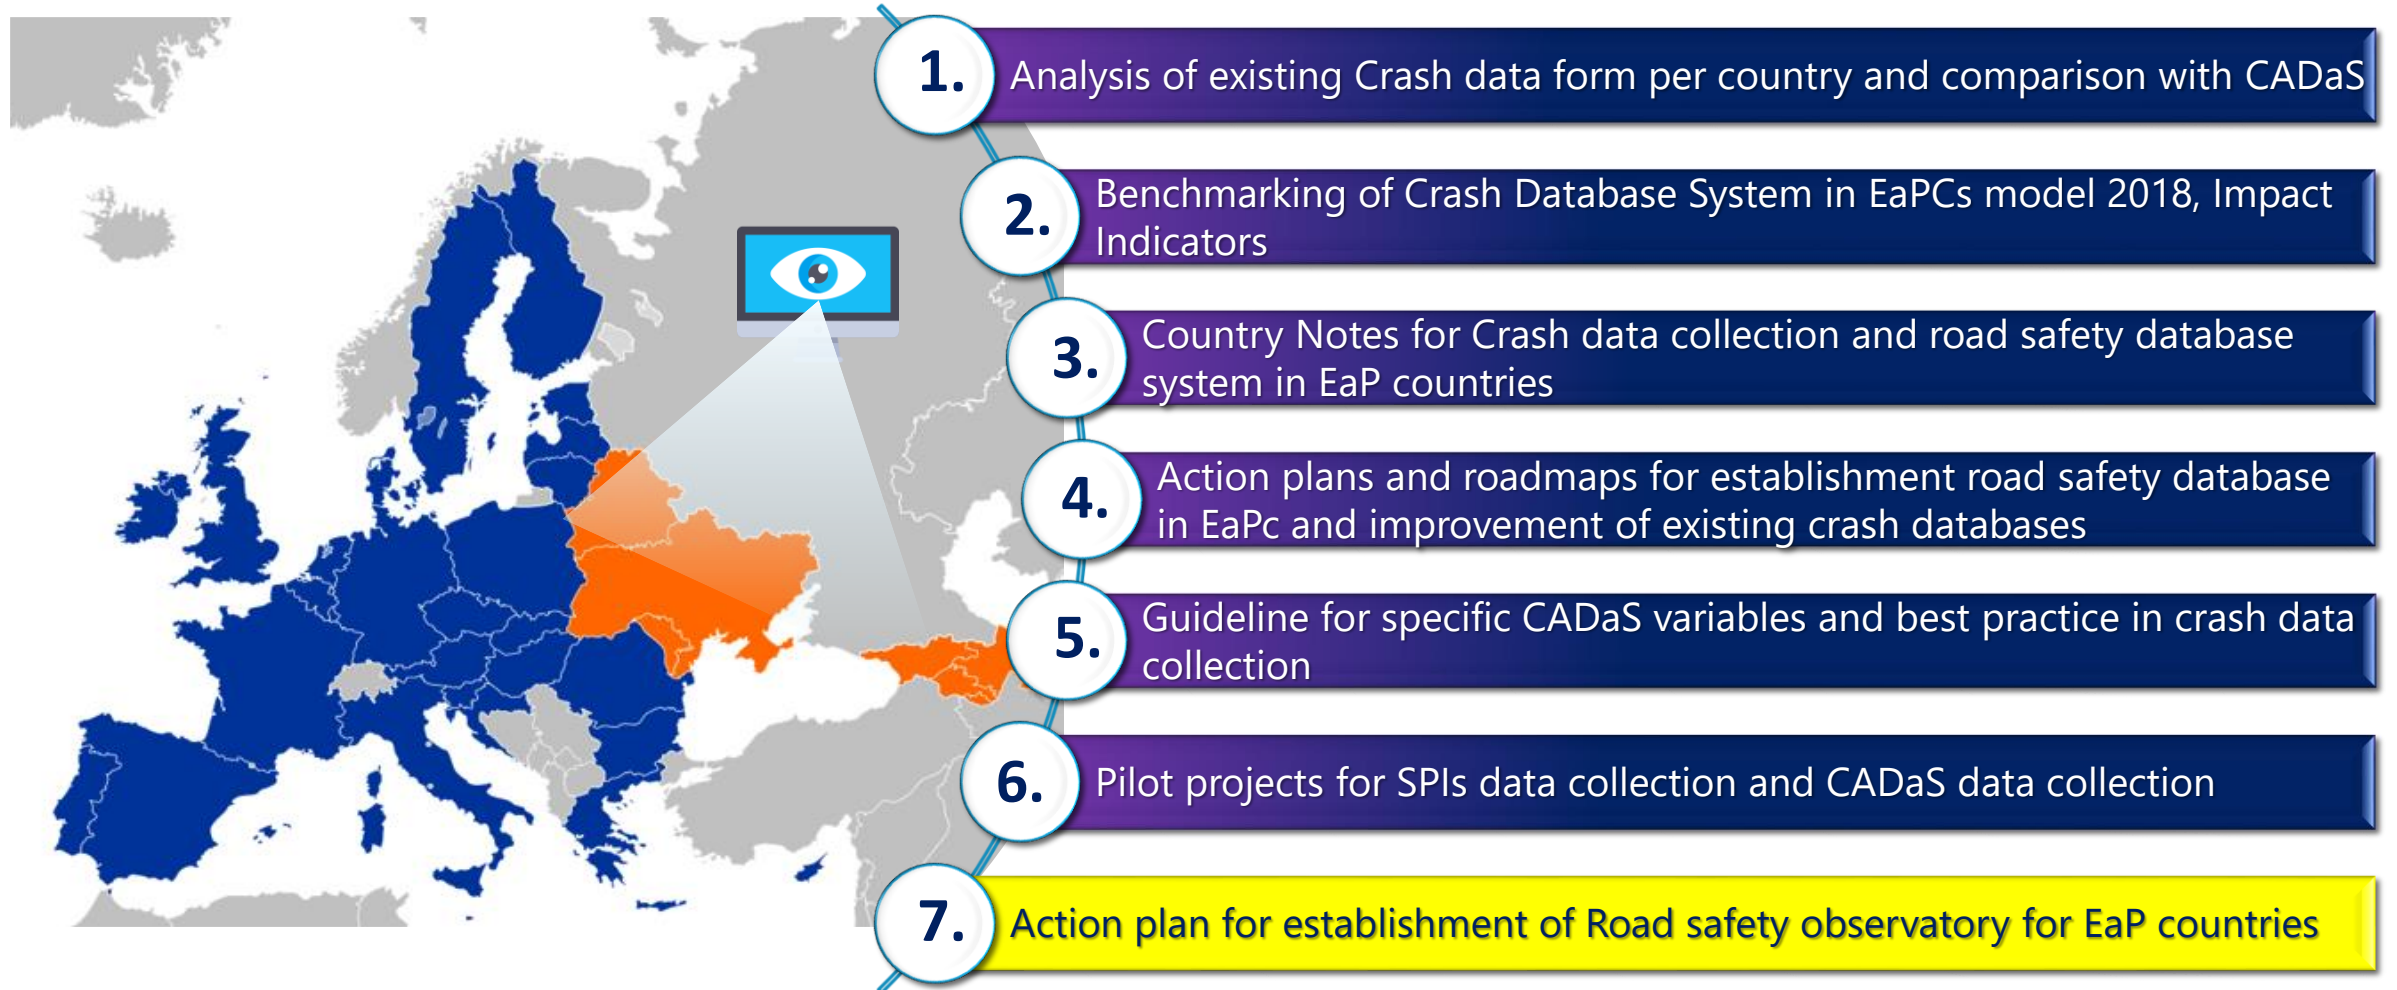 1.
Analysis of existing Crash data form per country and comparison with CADaS
2.
Benchmarking of Crash Database System in EaPCs model 2018, Impact
Indicators
3.
Country Notes for Crash data collection and road safety database
system in EaP countries
4.
Action plans and roadmaps for establishment road safety database
in EaPc and improvement of existing crash databases
5.
Guideline for specific CADaS variables and best practice in crash data
collection
6.
Pilot projects for SPIs data collection and CADaS data collection
7.
Action plan for establishment of Road safety observatory for EaP countries